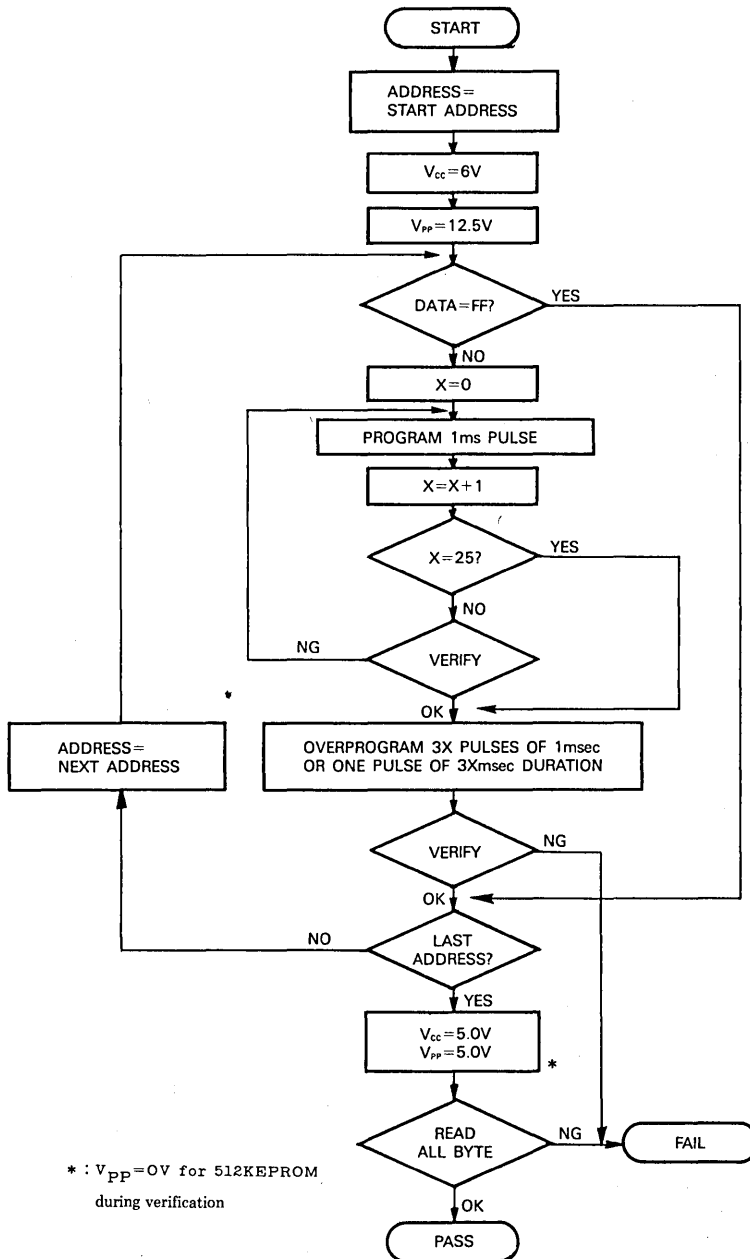 START
ADDRESS=
START ADDRESS
Vcc=6V
VPP=12.5V
DATA=FF?
YES
NO
X=0
PROGRAM 1ms PULSE
X=X+1
X=25?
YES
NO
NG
VERIFY
OK
ADDRESS=
NEXT ADDRESS
OVERPROGRAM 3X PULSES OF 1msec
OR ONE PULSE OF 3Xmsec DURATION
VERIFY
NG
OK
NO
LAST
ADDRESS?
YES
Vcc=5.0V
VPP=5.0V
*
READ
ALL BYTE
NG
FAIL
* : VPP=0V for 512KEPROM
during verification
OK
PASS